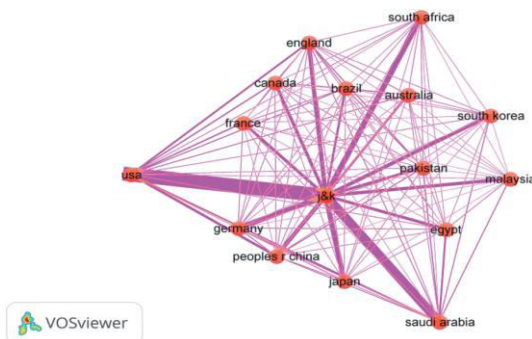 south africa
england
canada
brazil
australia
south korea
france
pakistan
usa
malaysia
j&k
germany
egypt
peoples r china
japan
saudi arabia
VOSviewer